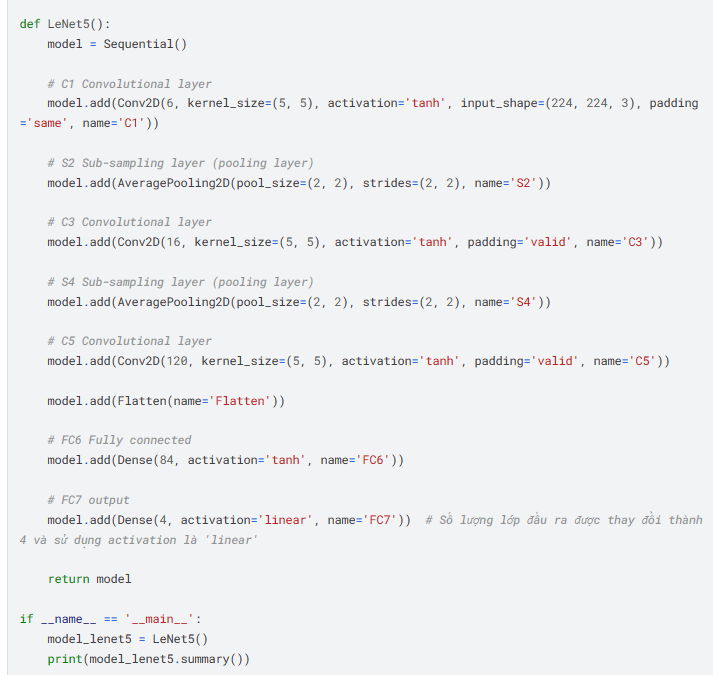 def LeNet5():
    model = Sequential()
    # C1 Convolutional layer
    model.add(Conv2D(6, kernel_size=(5, 5), activation='tanh', input_shape=(224, 224, 3), padding
='same', name='C1'))
    # S2 Sub-sampling layer (pooling layer)
    model.add(AveragePooling2D(pool_size=(2, 2), strides=(2, 2), name='S2'))
    # C3 Convolutional layer
    model.add(Conv2D(16, kernel_size=(5, 5), activation='tanh', padding='valid', name='C3'))
    # S4 Sub-sampling layer (pooling layer)
    model.add(AveragePooling2D(pool_size=(2, 2), strides=(2, 2), name='S4'))
    # C5 Convolutional layer
    model.add(Conv2D(120, kernel_size=(5, 5), activation='tanh', padding='valid', name='C5'))
    model.add(Flatten(name='Flatten'))
    # FC6 Fully connected
    model.add(Dense(84, activation='tanh', name='FC6'))
    # FC7 output
    model.add(Dense(4, activation='linear', name='FC7'))  # Số lượng lớp đầu ra được thay đổi thành
4 và sử dụng activation là 'linear'
    return model
if __name__ == '__main__':
    model_lenet5 = LeNet5()
    print(model_lenet5.summary())